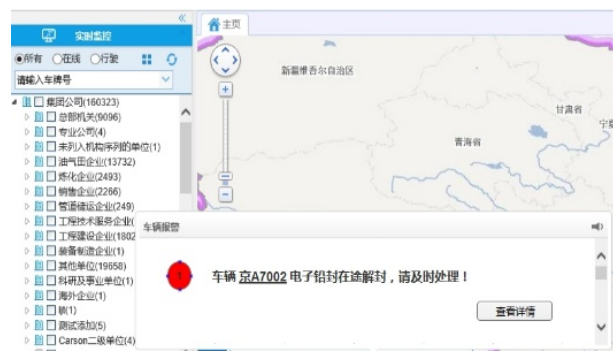 实时监控
主页
所有 在线 行驶
请输入车牌号
集团公司(160323)
总部机关(9096)
专业公司(4)
未列入机构序列的单位(1)
油气田企业(13732)
炼化企业(2493)
销售企业(2266)
管道储运企业(249)
工程技术服务企业(
工程建设企业(1802
装备制造企业(1)
其他单位(19658)
科研及事业单位(1)
海外企业(1)
测试添加(5)
Carson二级单位(4)
新疆维吾尔自治区
甘肃省
宁夏
青海省
车辆报警
车辆 京A7002 电子铅封在途解封，请及时处理！
查看详情